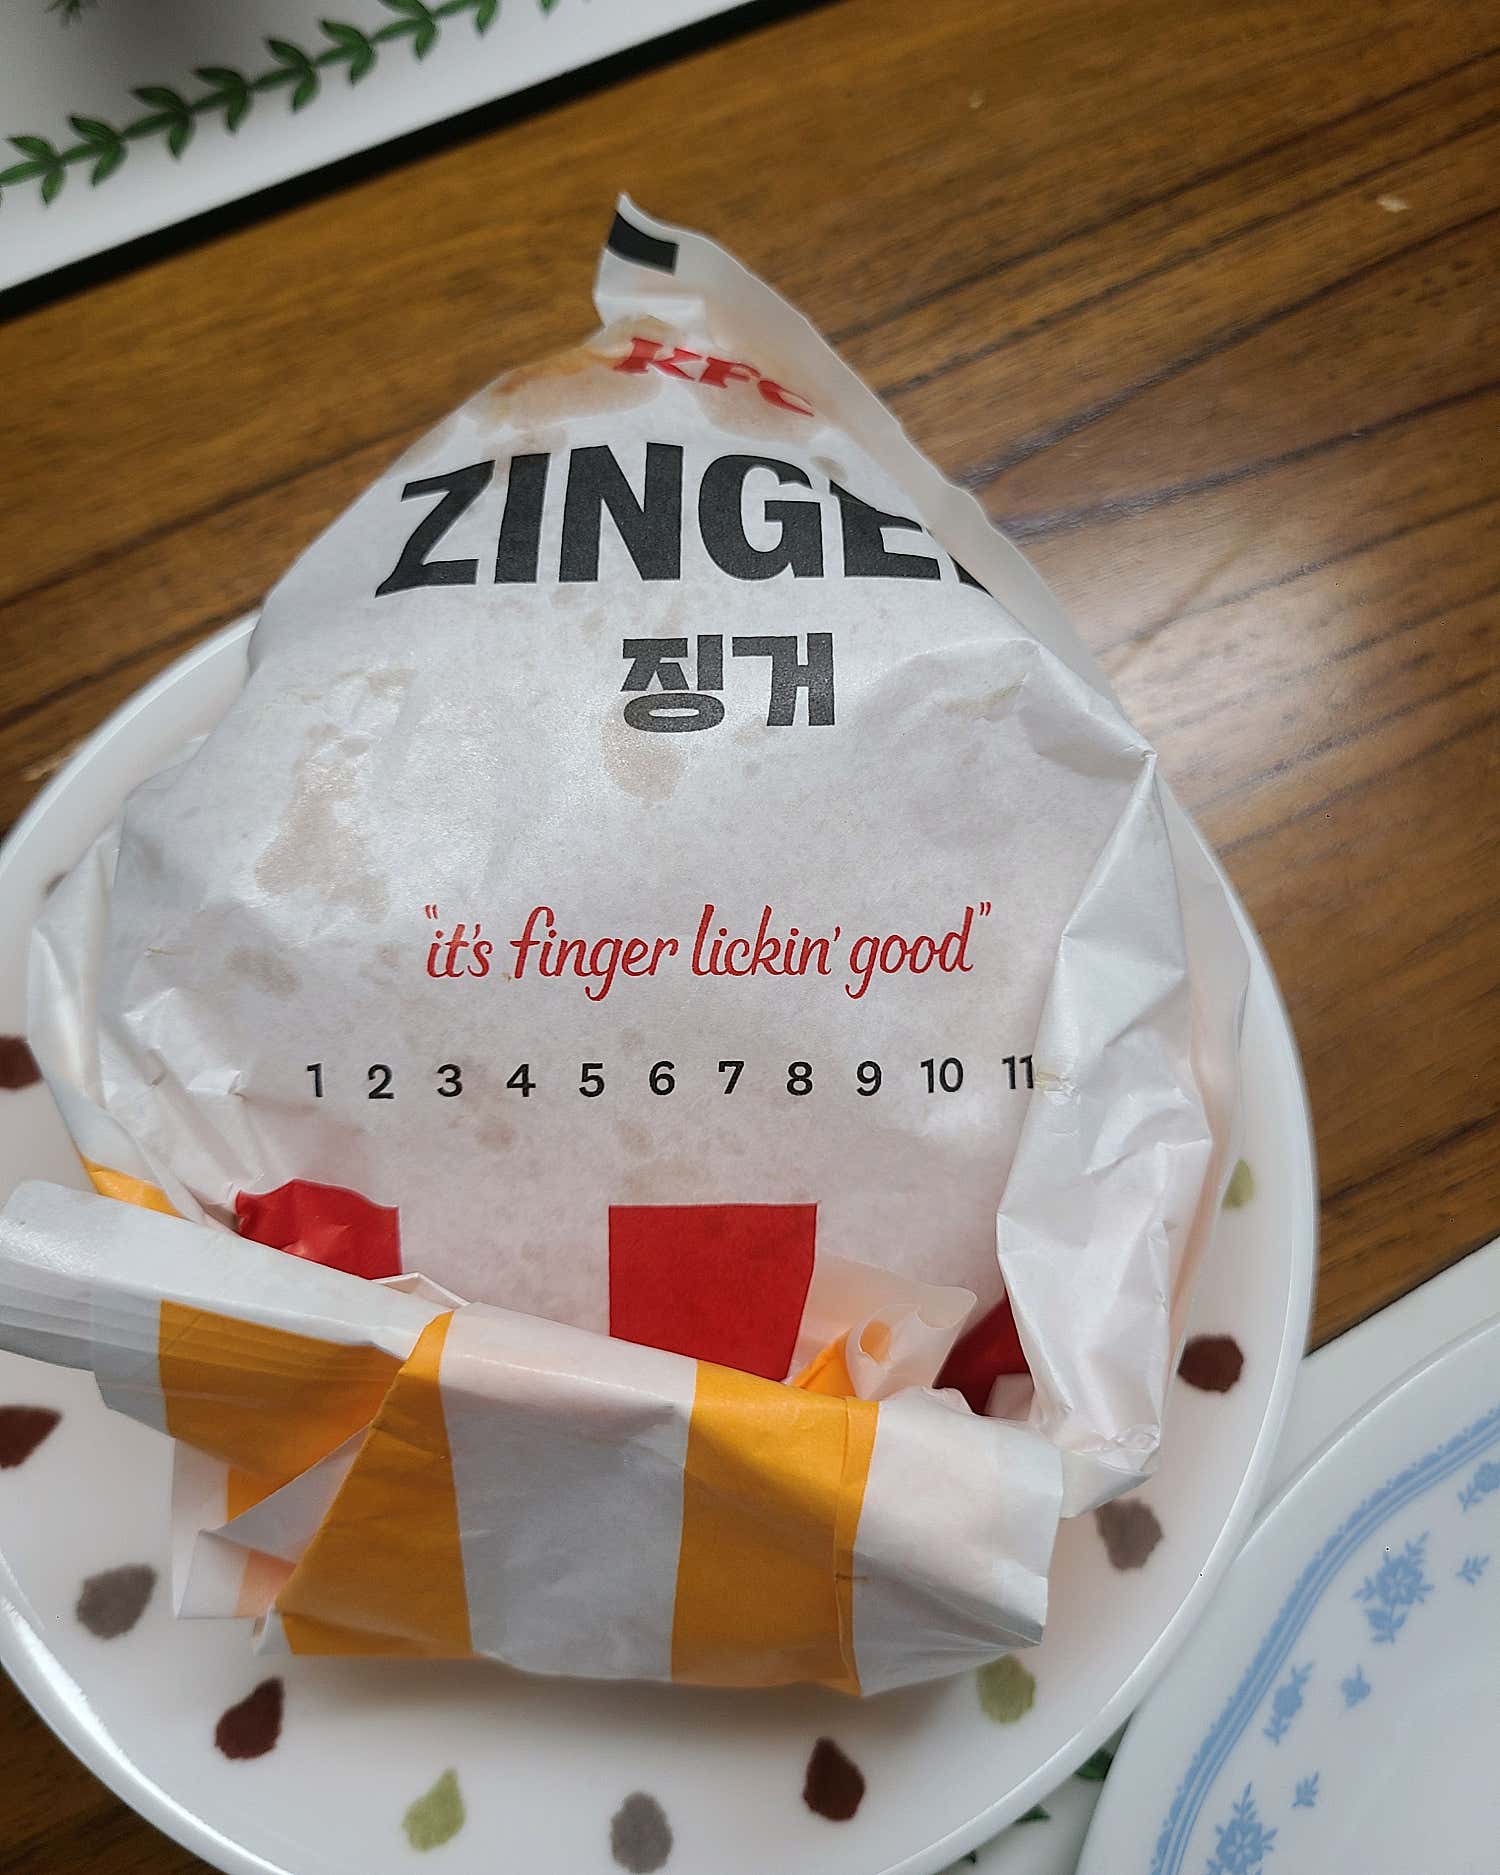 KFC
ZINGE
징거
"it's finger lickin' good"
1 2 3 4 5 6 7 8 9 10 11